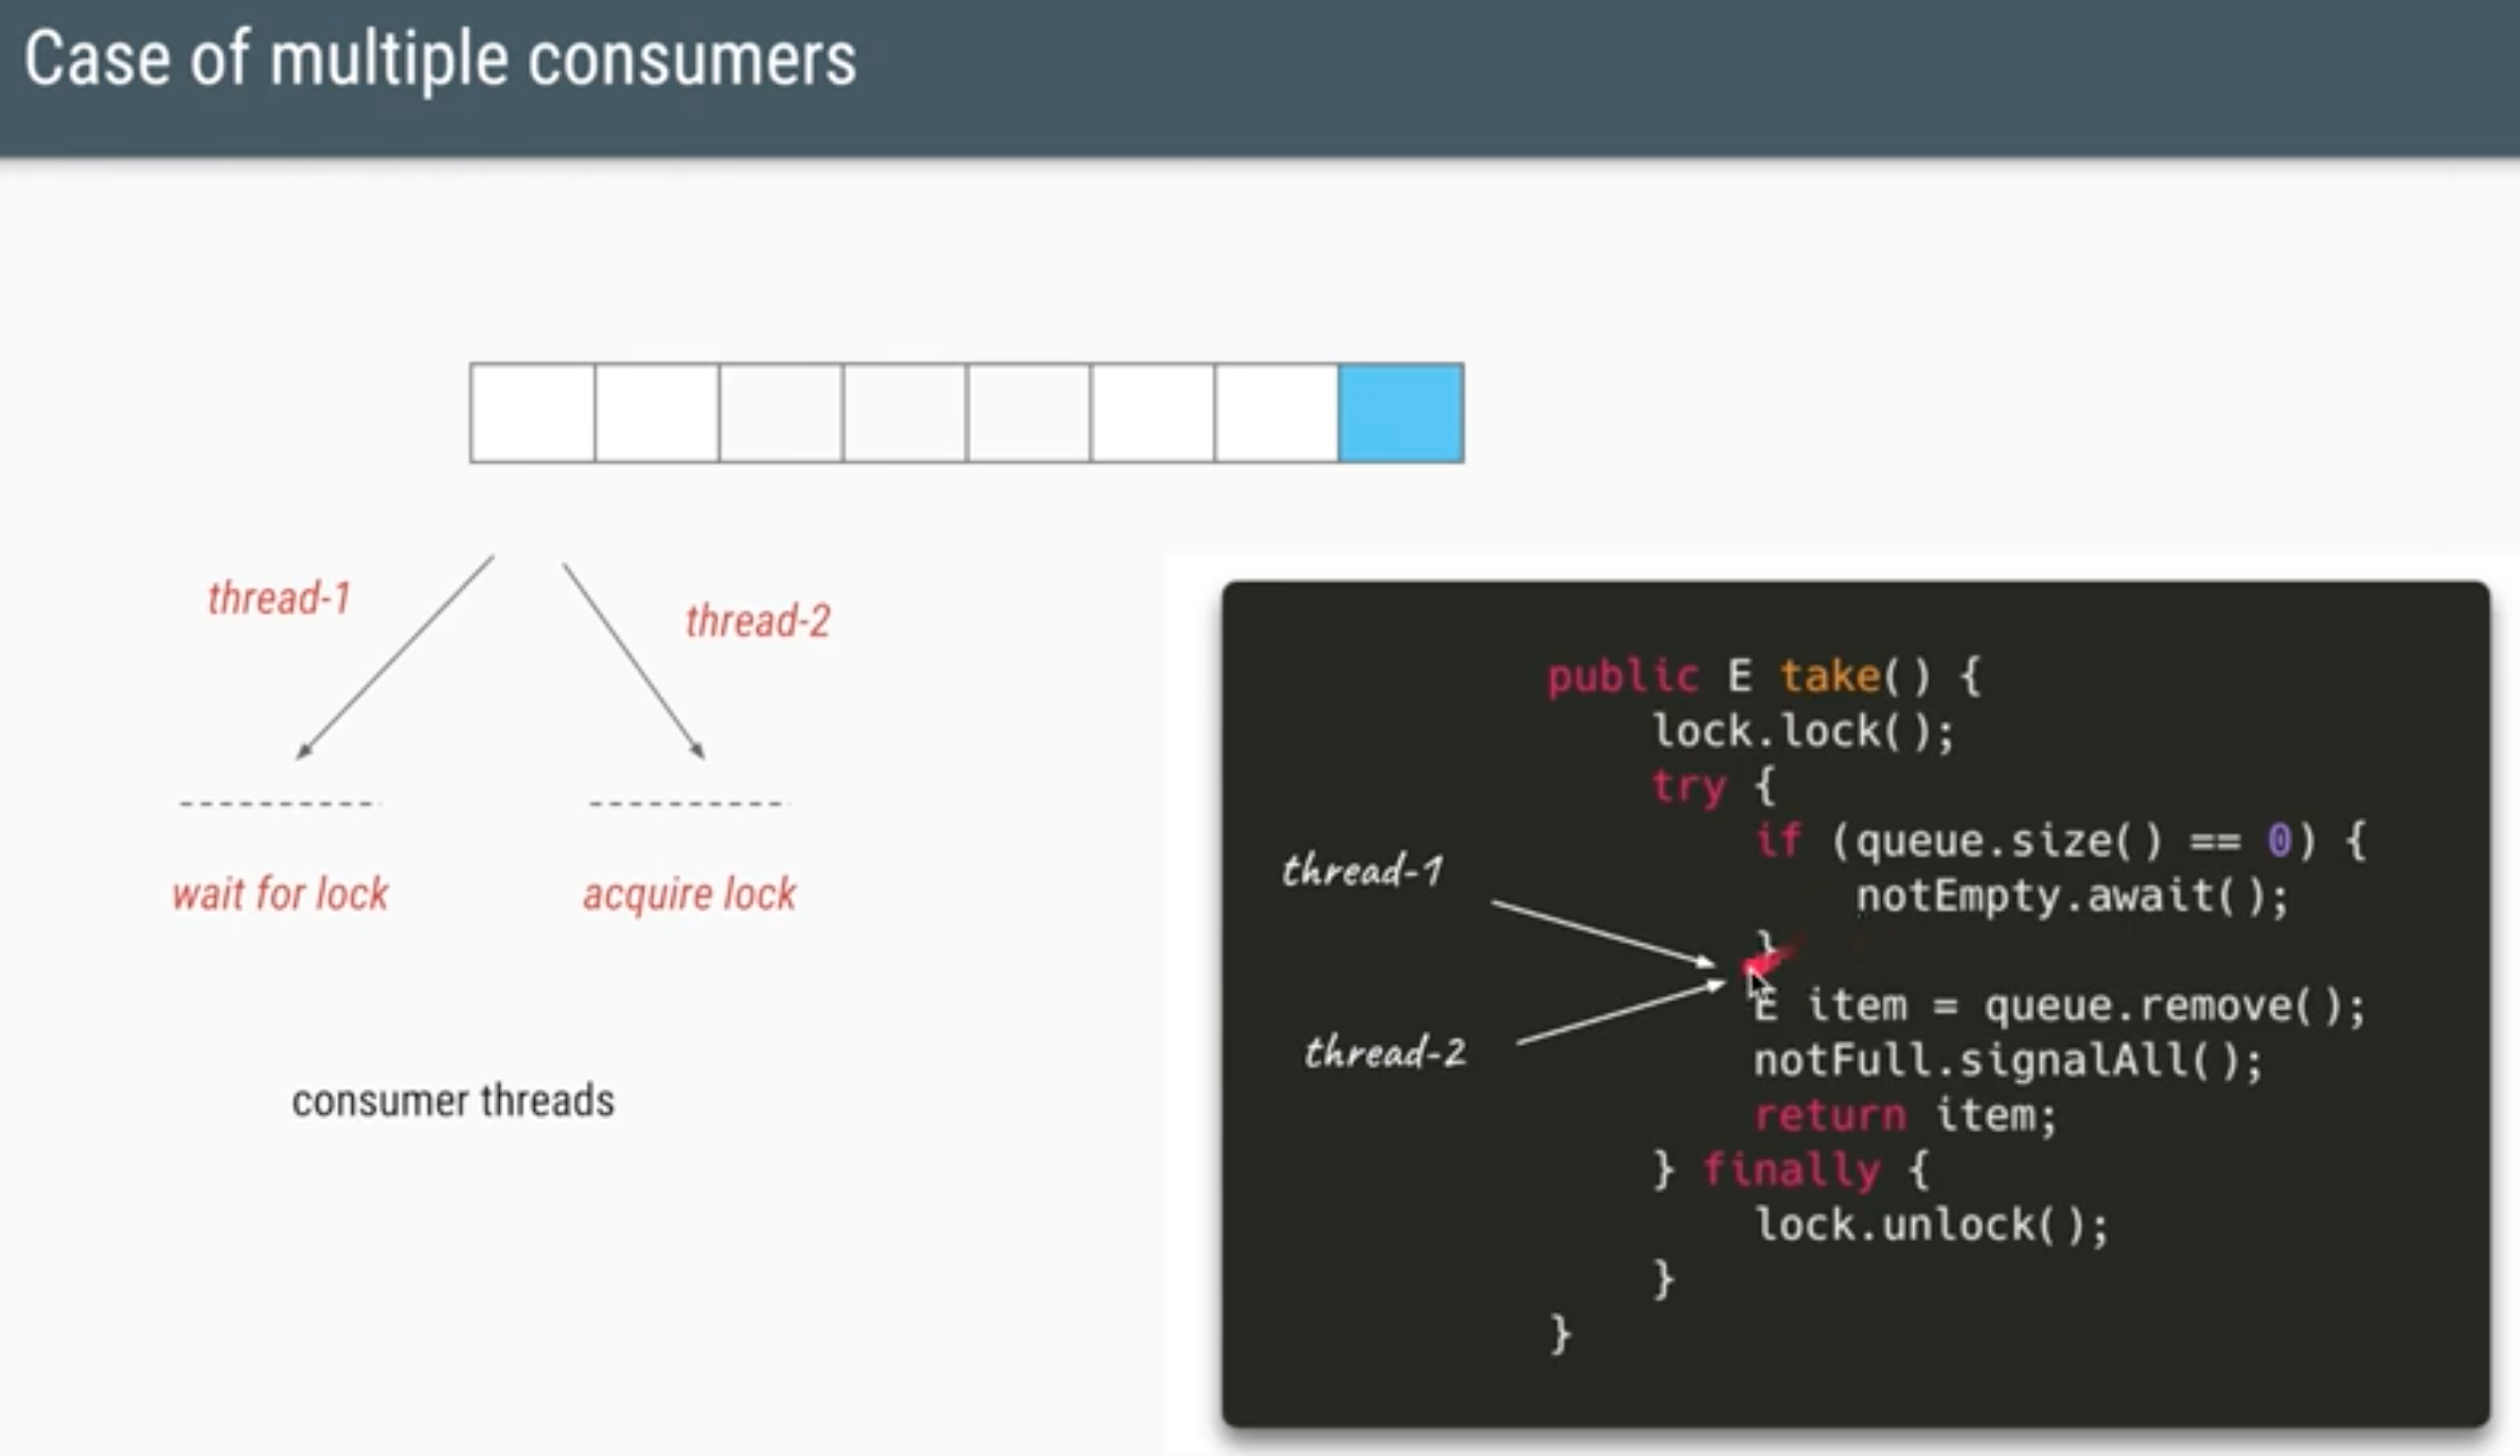 Case of multiple consumers
thread-1
thread-2
wait for lock
acquire lock
consumer threads
public E take() {
lock.lock();
try {
if (queue.size() == 0) {
notEmpty.await();
}
E item = queue.remove();
notFull.signalAll();
return item;
} finally {
lock.unlock();
}
}
thread-1
thread-2